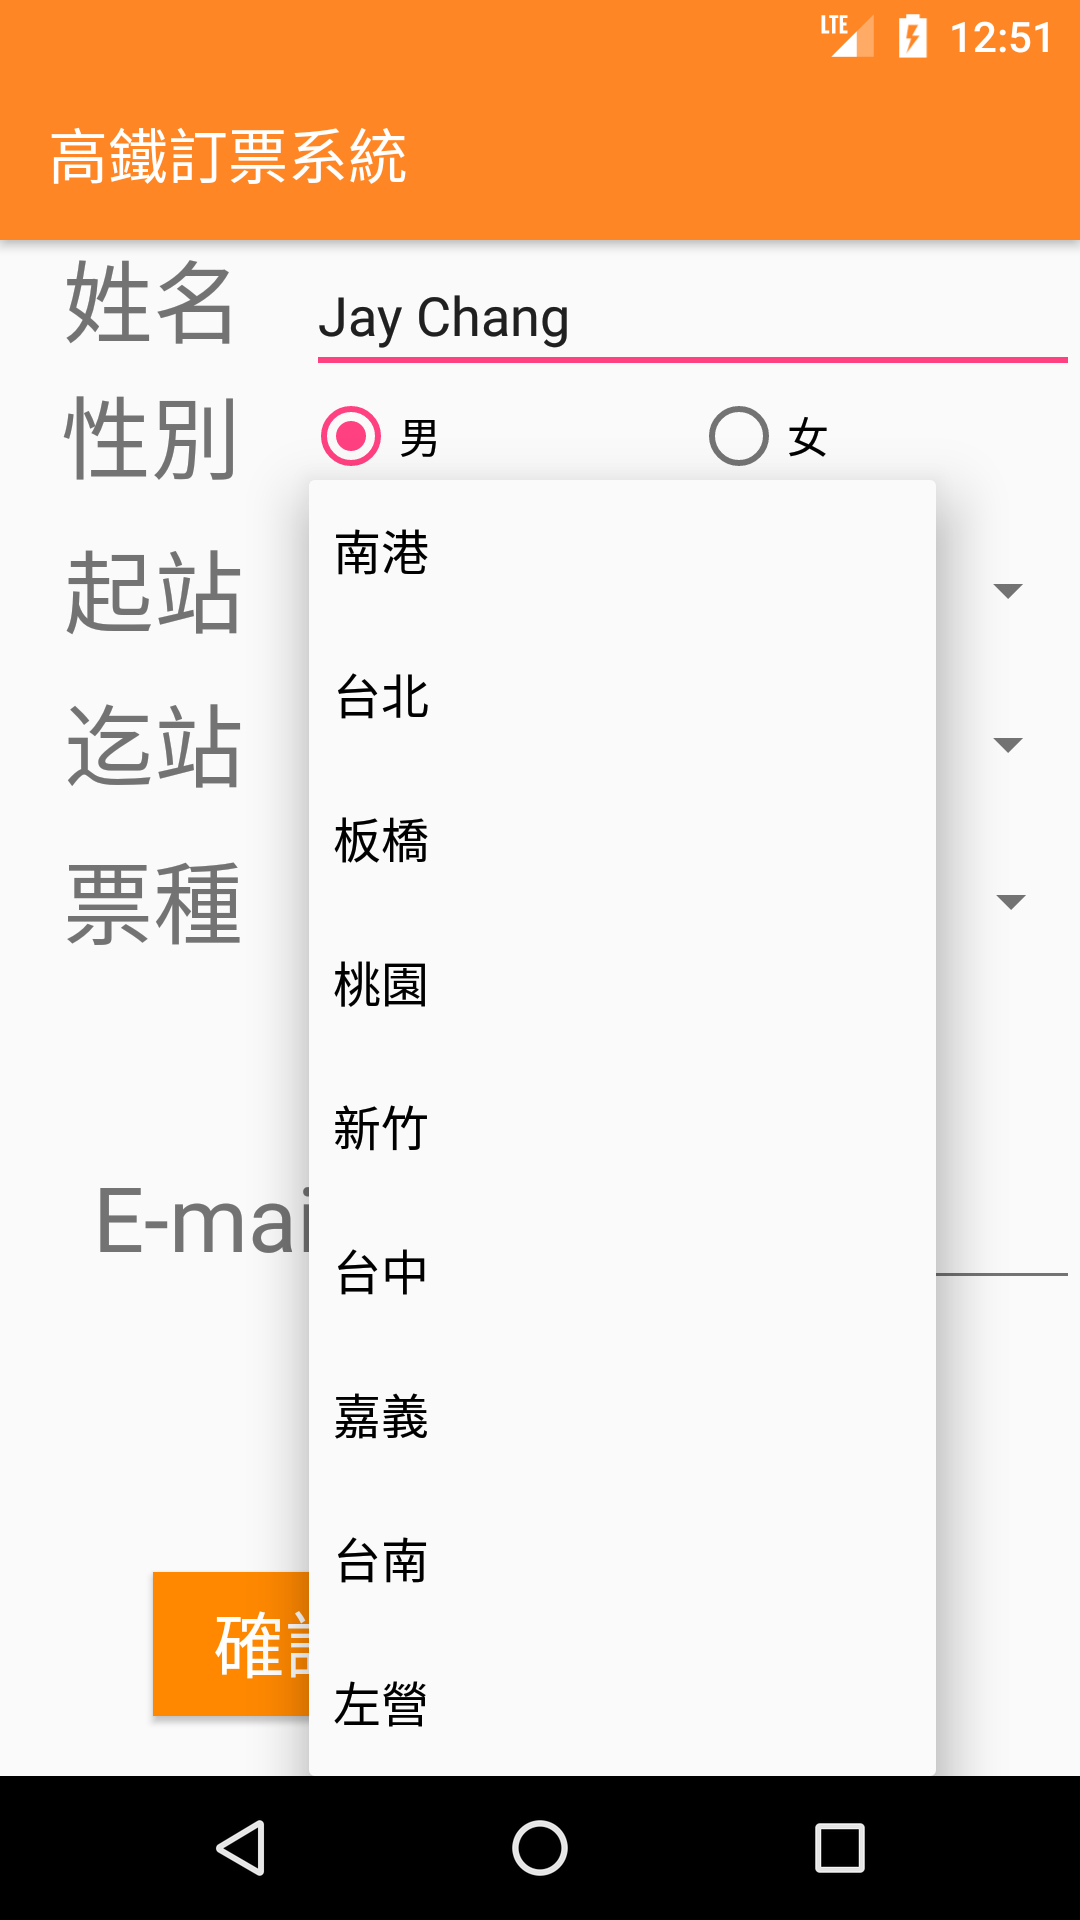 LTE 12:51
高鐵訂票系統
姓名 Jay Chang
性別 男 女
起站
迄站
票種
南港
台北
板橋
桃園
新竹
台中
嘉義
台南
左營
E-mai
確